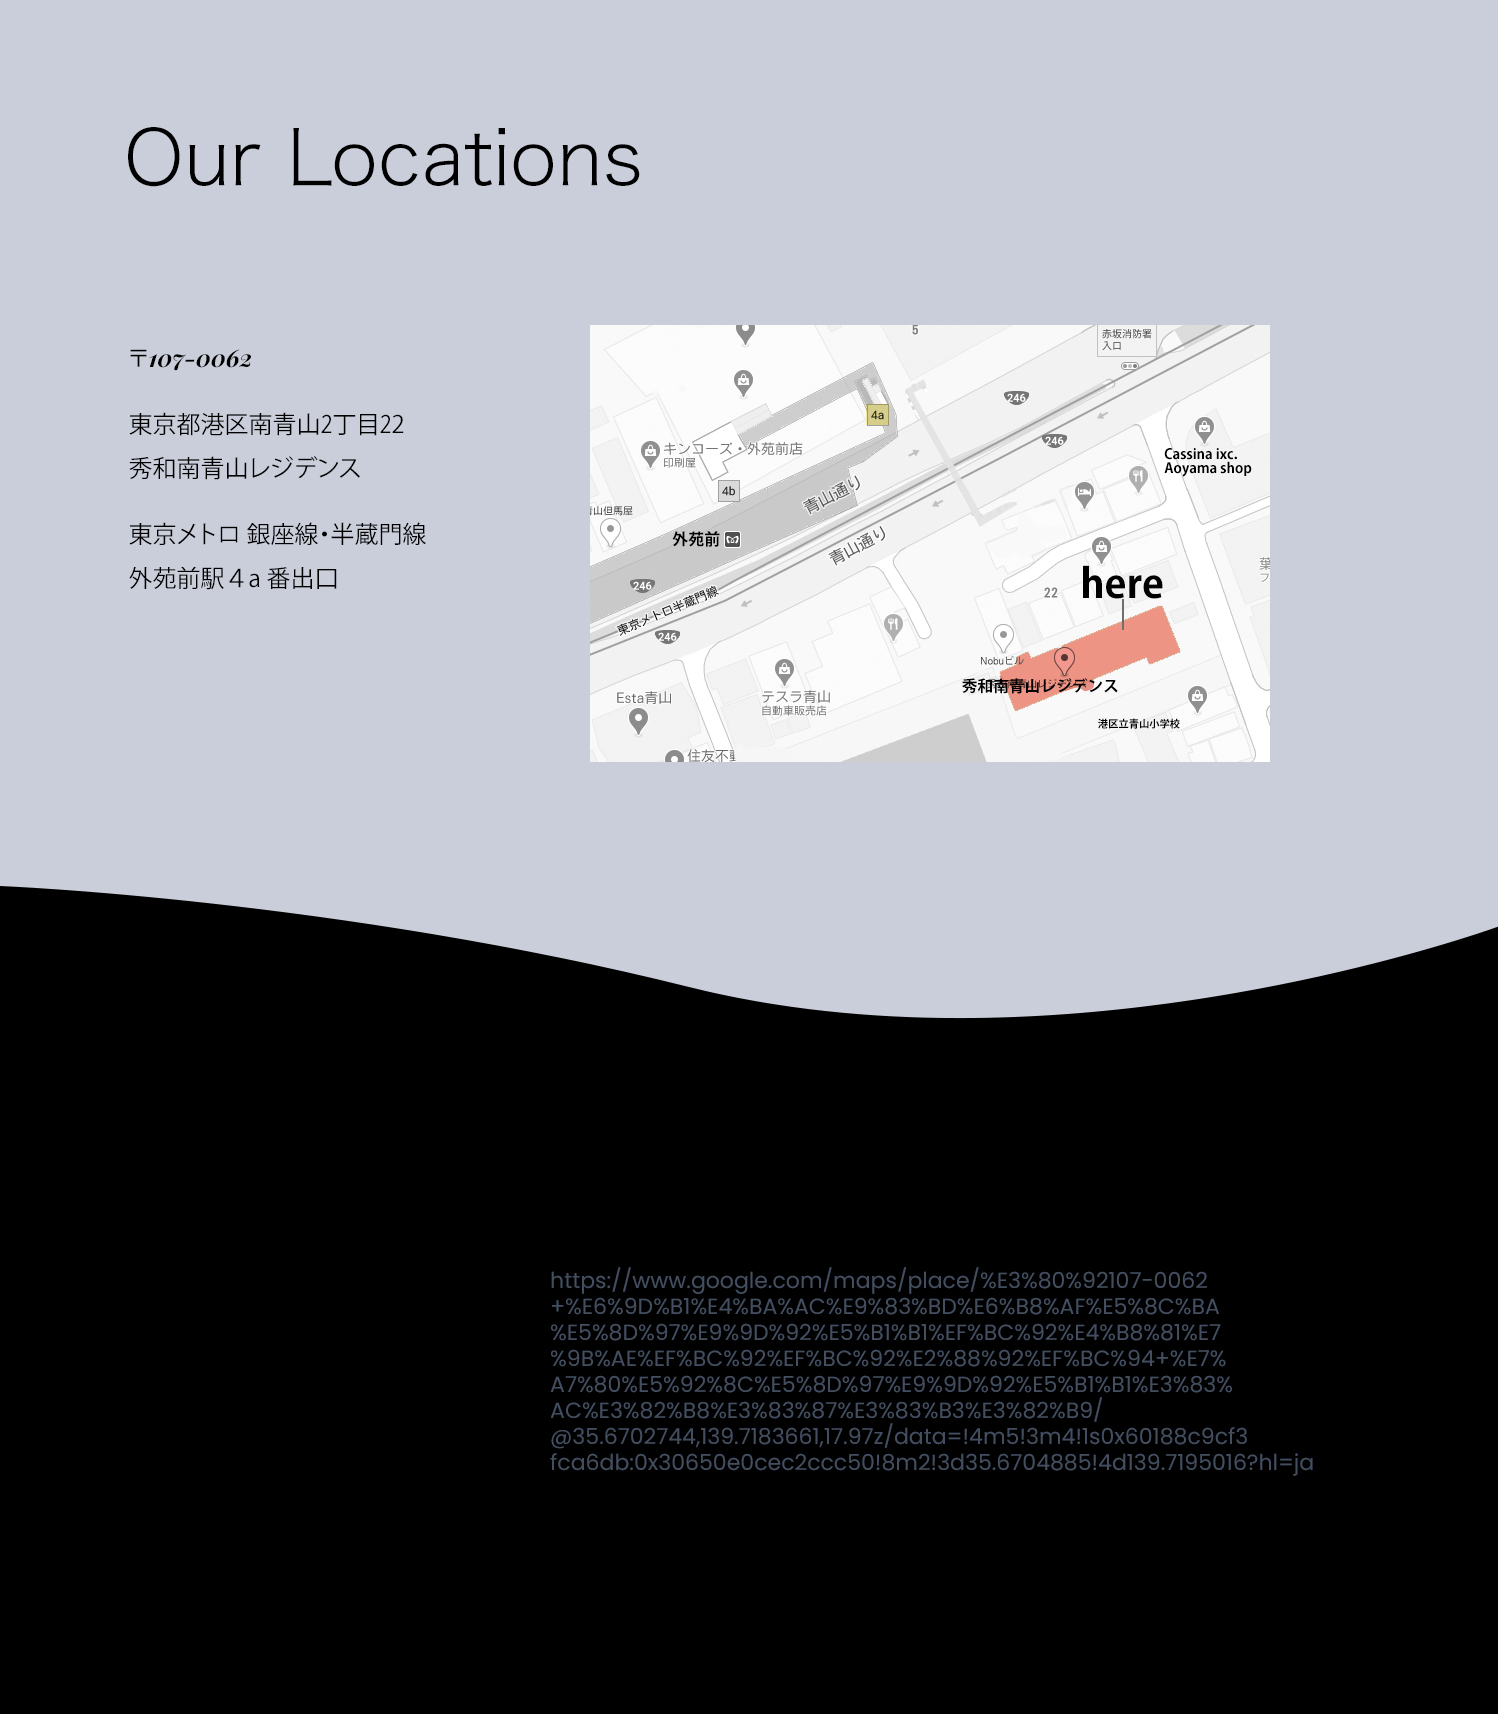 Our Locations
〒107-0062
東京都港区南青山2丁目22
秀和南青山レジデンス
東京メトロ 銀座線・半蔵門線
外苑前駅４a 番出口
5
赤坂消防署
入口
246
4a
246
Cassina ixc.
Aoyama shop
キンコーズ・外苑前店
印刷屋
4b
青山通り
山但馬屋
外苑前
青山通り
here
246
22
東京メトロ半蔵門線
246
Nobuビル
秀和南青山レジデンス
Esta青山
テスラ青山
自動車販売店
港区立青山小学校
住友不動
https://www.google.com/maps/place/%E3%80%92107-0062
+%E6%9D%B1%E4%BA%AC%E9%83%BD%E6%B8%AF%E5%8C%BA
%E5%8D%97%E9%9D%92%E5%B1%B1%EF%BC%92%E4%B8%81%E7
%9B%AE%EF%BC%92%EF%BC%92%E2%88%92%EF%BC%94+%E7%
A7%80%E5%92%8C%E5%8D%97%E9%9D%92%E5%B1%B1%E3%83%
AC%E3%82%B8%E3%83%87%E3%83%B3%E3%82%B9/
@35.6702744,139.7183661,17.97z/data=!4m5!3m4!1s0x60188c9cf3
fca6db:0x30650e0cec2ccc50!8m2!3d35.6704885!4d139.7195016?hl=ja